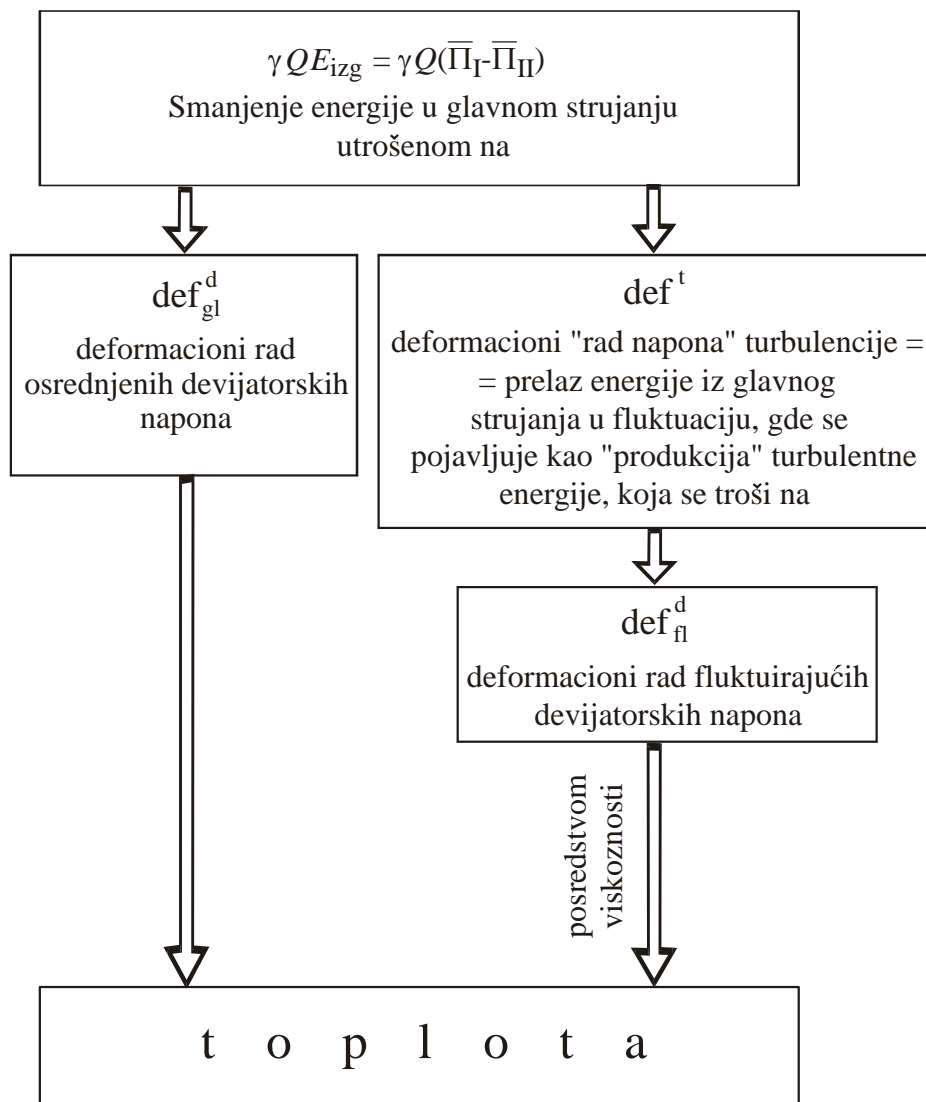 γQE_izg = γQ(Π̅_I-Π̅_II)
Smanjenje energije u glavnom strujanju
utrošenom na
def^d_gl
deformacioni rad
osrednjenih devijatorskih
napona
def^t
deformacioni "rad napona" turbulencije =
= prelaz energije iz glavnog
strujanja u fluktuaciju, gde se
pojavljuje kao "produkcija" turbulentne
energije, koja se troši na
def^d_fl
deformacioni rad fluktuirajućih
devijatorskih napona
posredstvom
viskoznosti
t o p l o t a